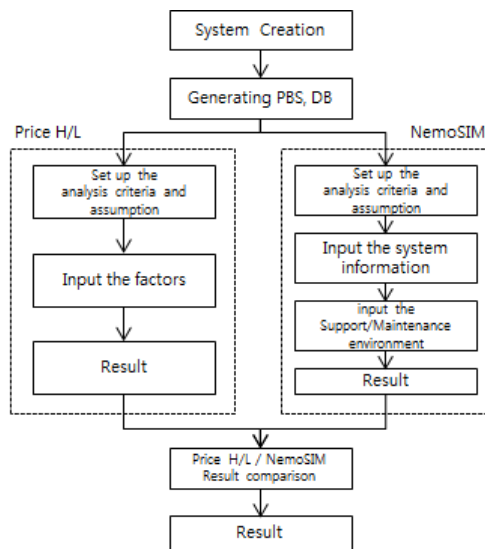 System Creation
Generating PBS, DB
Price H/L
NemoSIM
Set up the
analysis criteria and
assumption
Input the factors
Result
Set up the
analysis criteria and
assumption
Input the system
information
input the
Support/Maintenance
environment
Result
Price H/L / NemoSIM
Result comparison
Result